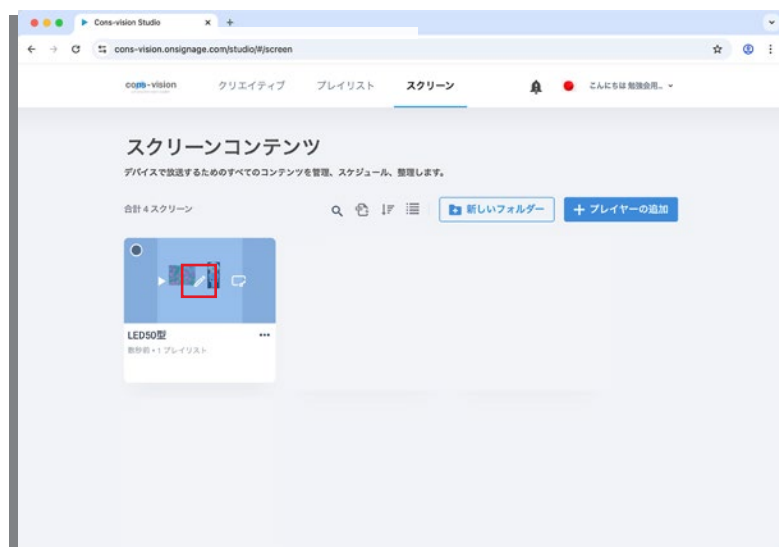 Cons-vision Studio
cons-vision.onsignage.com/studio/#/screen
cons-vision
クリエイティブ
プレイリスト
スクリーン
こんにちは 勉強会用..
スクリーンコンテンツ
デバイスで放送するためのすべてのコンテンツを管理、スケジュール、整理します。
合計 4 スクリーン
新しいフォルダー
+ プレイヤーの追加
LED50型
数秒前 • 1 プレイリスト